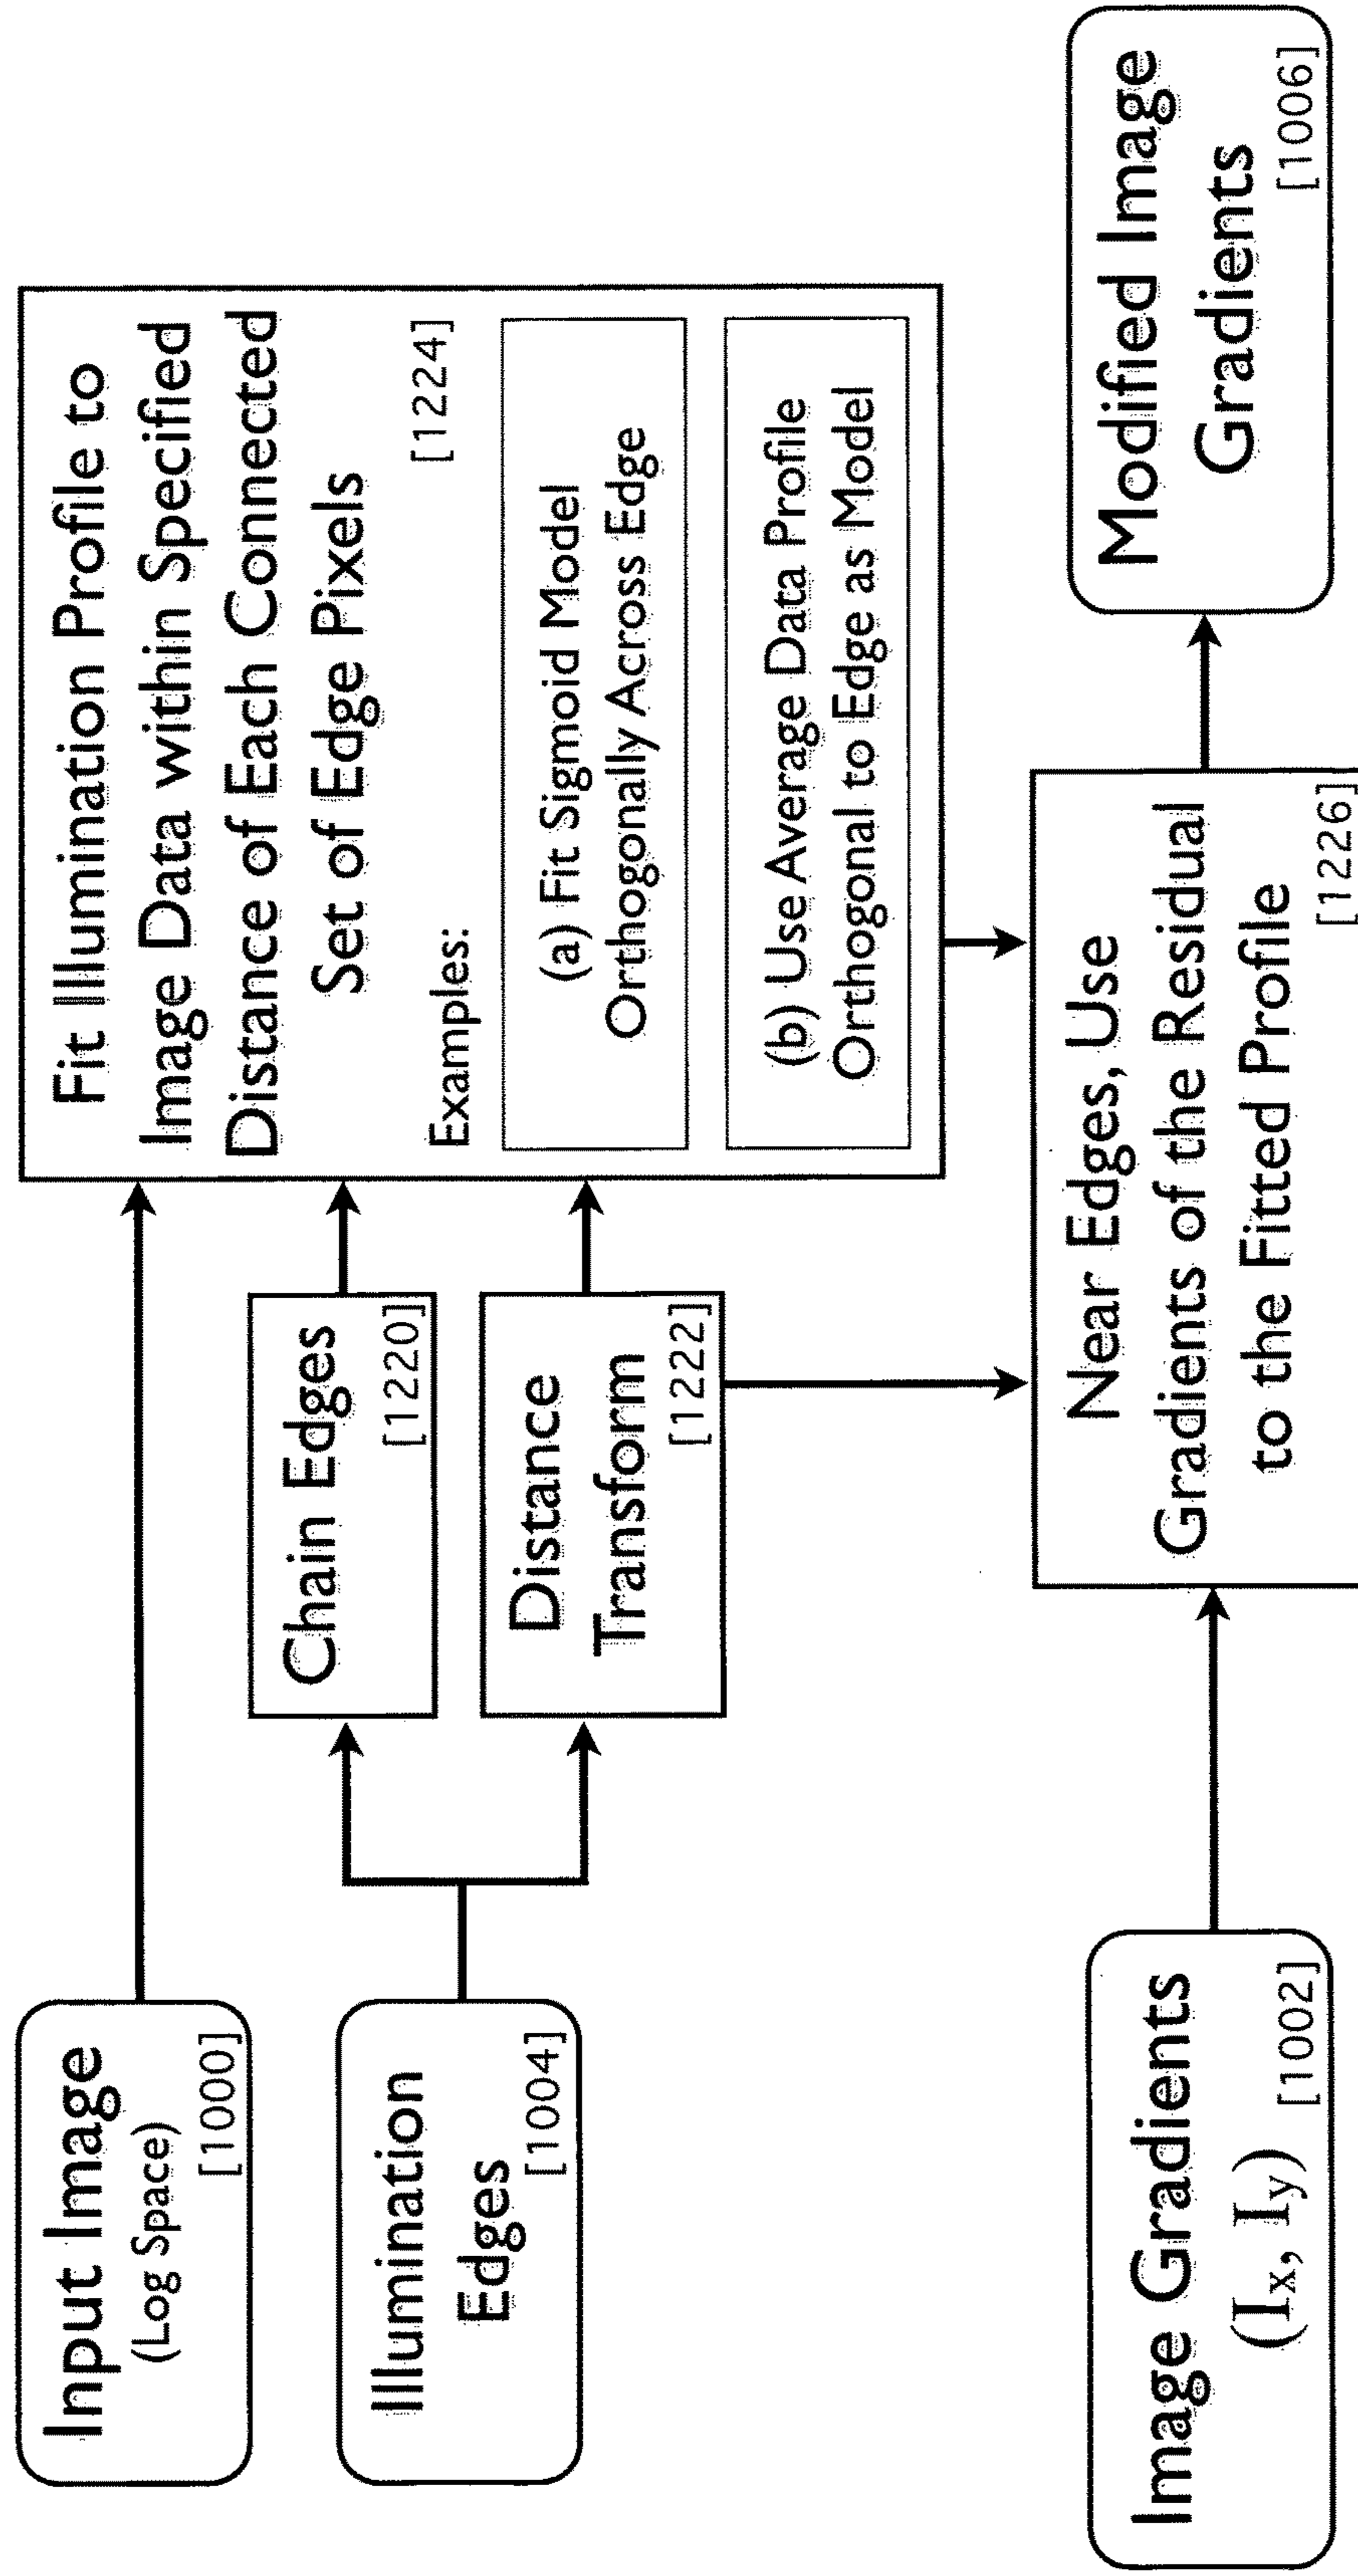 Input Image
(Log Space)
[1000]
Illumination
Edges
[1004]
Chain Edges
[1220]
Distance
Transform
[1222]
Fit Illumination Profile to
Image Data within Specified
Distance of Each Connected
Set of Edge Pixels
[1224]
Examples:
(a) Fit Sigmoid Model
Orthogonally Across Edge
(b) Use Average Data Profile
Orthogonal to Edge as Model
Image Gradients
(Iₓ, Iᵧ)
[1002]
Near Edges, Use
Gradients of the Residual
to the Fitted Profile
[1226]
Modified Image
Gradients
[1006]